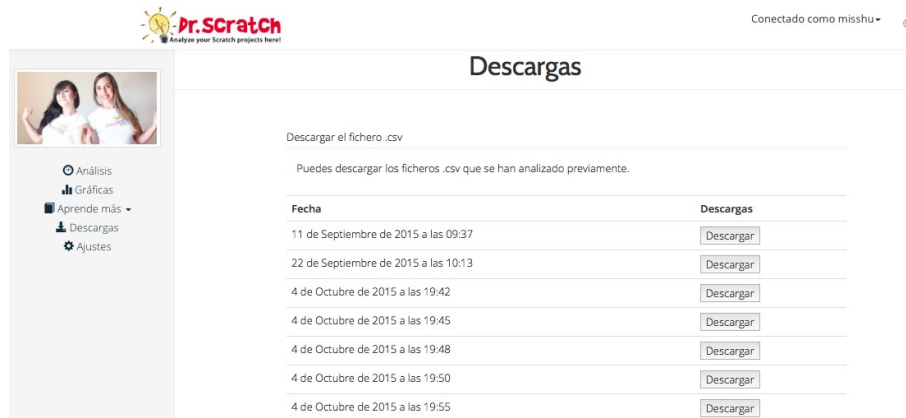 Dr.Scratch
Analyze your Scratch projects here!
Conectado como misshu
Descargas
Análisis
Gráficas
Aprende más
Descargas
Ajustes
Descargar el fichero .csv
Puedes descargar los ficheros .csv que se han analizado previamente.
Fecha Descargas
11 de Septiembre de 2015 a las 09:37 Descargar
22 de Septiembre de 2015 a las 10:13 Descargar
4 de Octubre de 2015 a las 19:42 Descargar
4 de Octubre de 2015 a las 19:45 Descargar
4 de Octubre de 2015 a las 19:48 Descargar
4 de Octubre de 2015 a las 19:50 Descargar
4 de Octubre de 2015 a las 19:55 Descargar